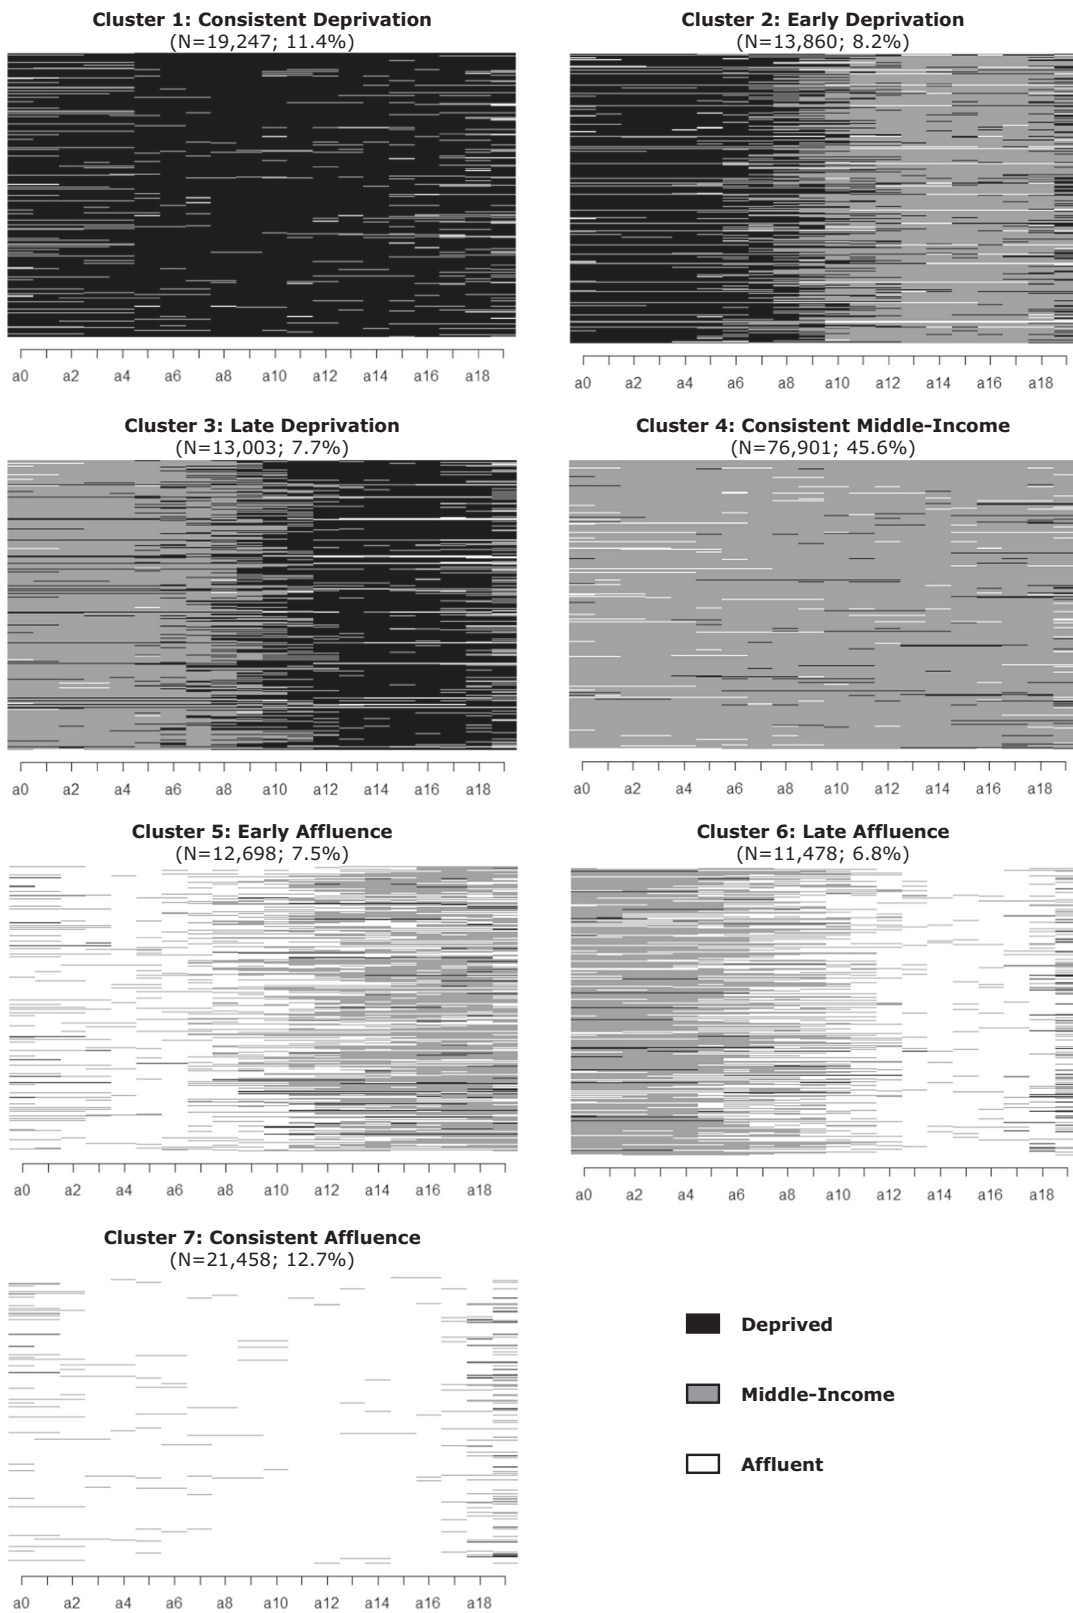 Cluster 1: Consistent Deprivation
(N=19,247; 11.4%)
a0 a2 a4 a6 a8 a10 a12 a14 a16 a18
Cluster 2: Early Deprivation
(N=13,860; 8.2%)
a0 a2 a4 a6 a8 a10 a12 a14 a16 a18
Cluster 3: Late Deprivation
(N=13,003; 7.7%)
a0 a2 a4 a6 a8 a10 a12 a14 a16 a18
Cluster 4: Consistent Middle-Income
(N=76,901; 45.6%)
a0 a2 a4 a6 a8 a10 a12 a14 a16 a18
Cluster 5: Early Affluence
(N=12,698; 7.5%)
a0 a2 a4 a6 a8 a10 a12 a14 a16 a18
Cluster 6: Late Affluence
(N=11,478; 6.8%)
a0 a2 a4 a6 a8 a10 a12 a14 a16 a18
Cluster 7: Consistent Affluence
(N=21,458; 12.7%)
a0 a2 a4 a6 a8 a10 a12 a14 a16 a18
Deprived
Middle-Income
Affluent